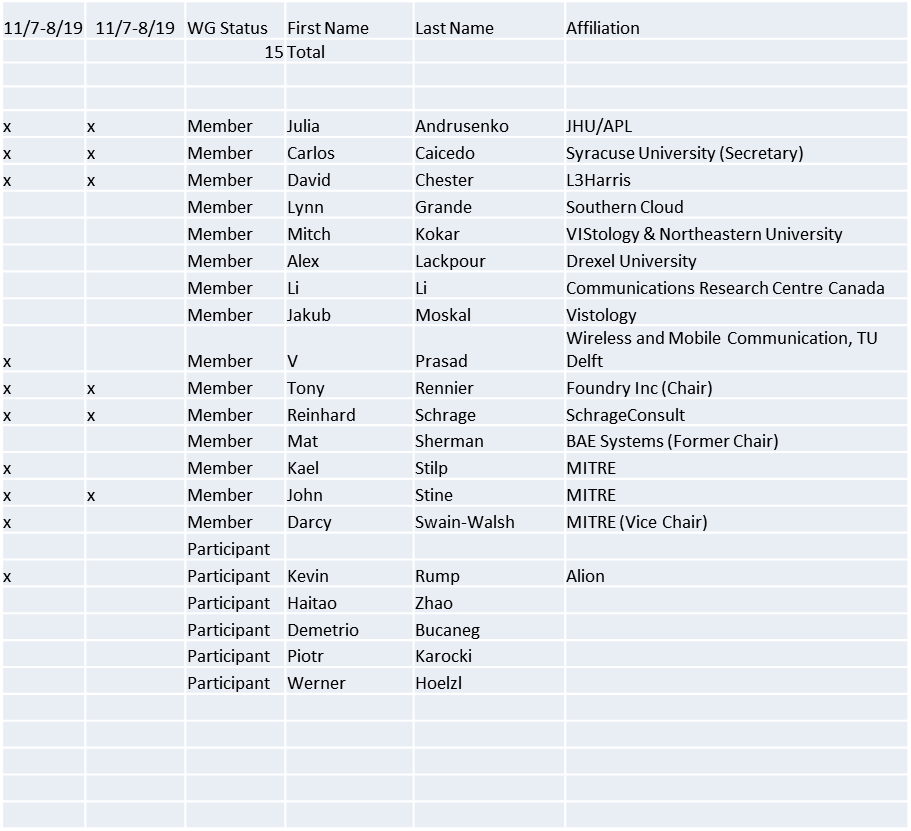 11/7-8/19 11/7-8/19 WG Status First Name Last Name Affiliation
15 Total
x x Member Julia Andrusenko JHU/APL
x x Member Carlos Caicedo Syracuse University (Secretary)
x x Member David Chester L3Harris
Member Lynn Grande Southern Cloud
Member Mitch Kokar VIStology & Northeastern University
Member Alex Lackpour Drexel University
Member Li Li Communications Research Centre Canada
Member Jakub Moskal Vistology
Wireless and Mobile Communication, TU
x Member V Prasad Delft
x x Member Tony Rennier Foundry Inc (Chair)
x x Member Reinhard Schrage SchrageConsult
Member Mat Sherman BAE Systems (Former Chair)
x Member Kael Stilp MITRE
x x Member John Stine MITRE
x Member Darcy Swain-Walsh MITRE (Vice Chair)
Participant
x Participant Kevin Rump Alion
Participant Haitao Zhao
Participant Demetrio Bucaneg
Participant Piotr Karocki
Participant Werner Hoelzl